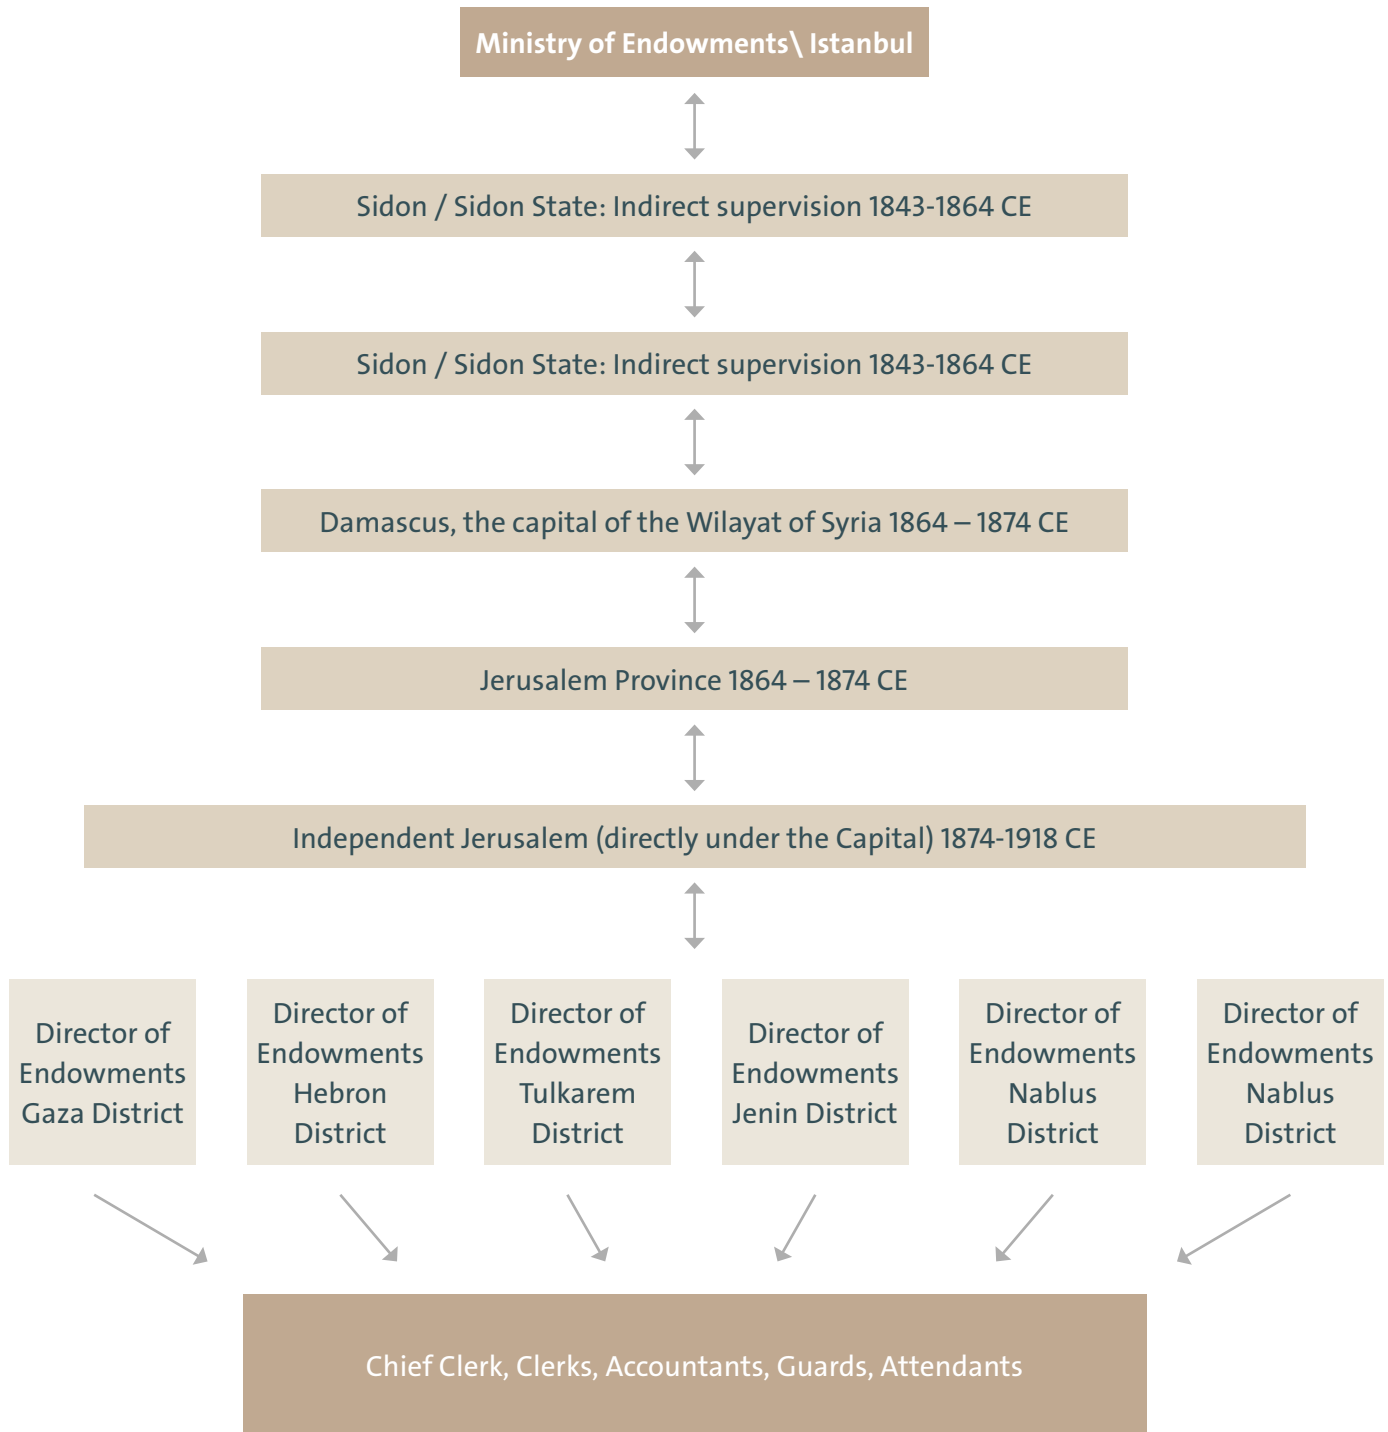 Ministry of Endowments\ Istanbul
Sidon / Sidon State: Indirect supervision 1843-1864 CE
Sidon / Sidon State: Indirect supervision 1843-1864 CE
Damascus, the capital of the Wilayat of Syria 1864 – 1874 CE
Jerusalem Province 1864 – 1874 CE
Independent Jerusalem (directly under the Capital) 1874-1918 CE
Director of
Endowments
Gaza District
Director of
Endowments
Hebron
District
Director of
Endowments
Tulkarem
District
Director of
Endowments
Jenin District
Director of
Endowments
Nablus
District
Director of
Endowments
Nablus
District
Chief Clerk, Clerks, Accountants, Guards, Attendants